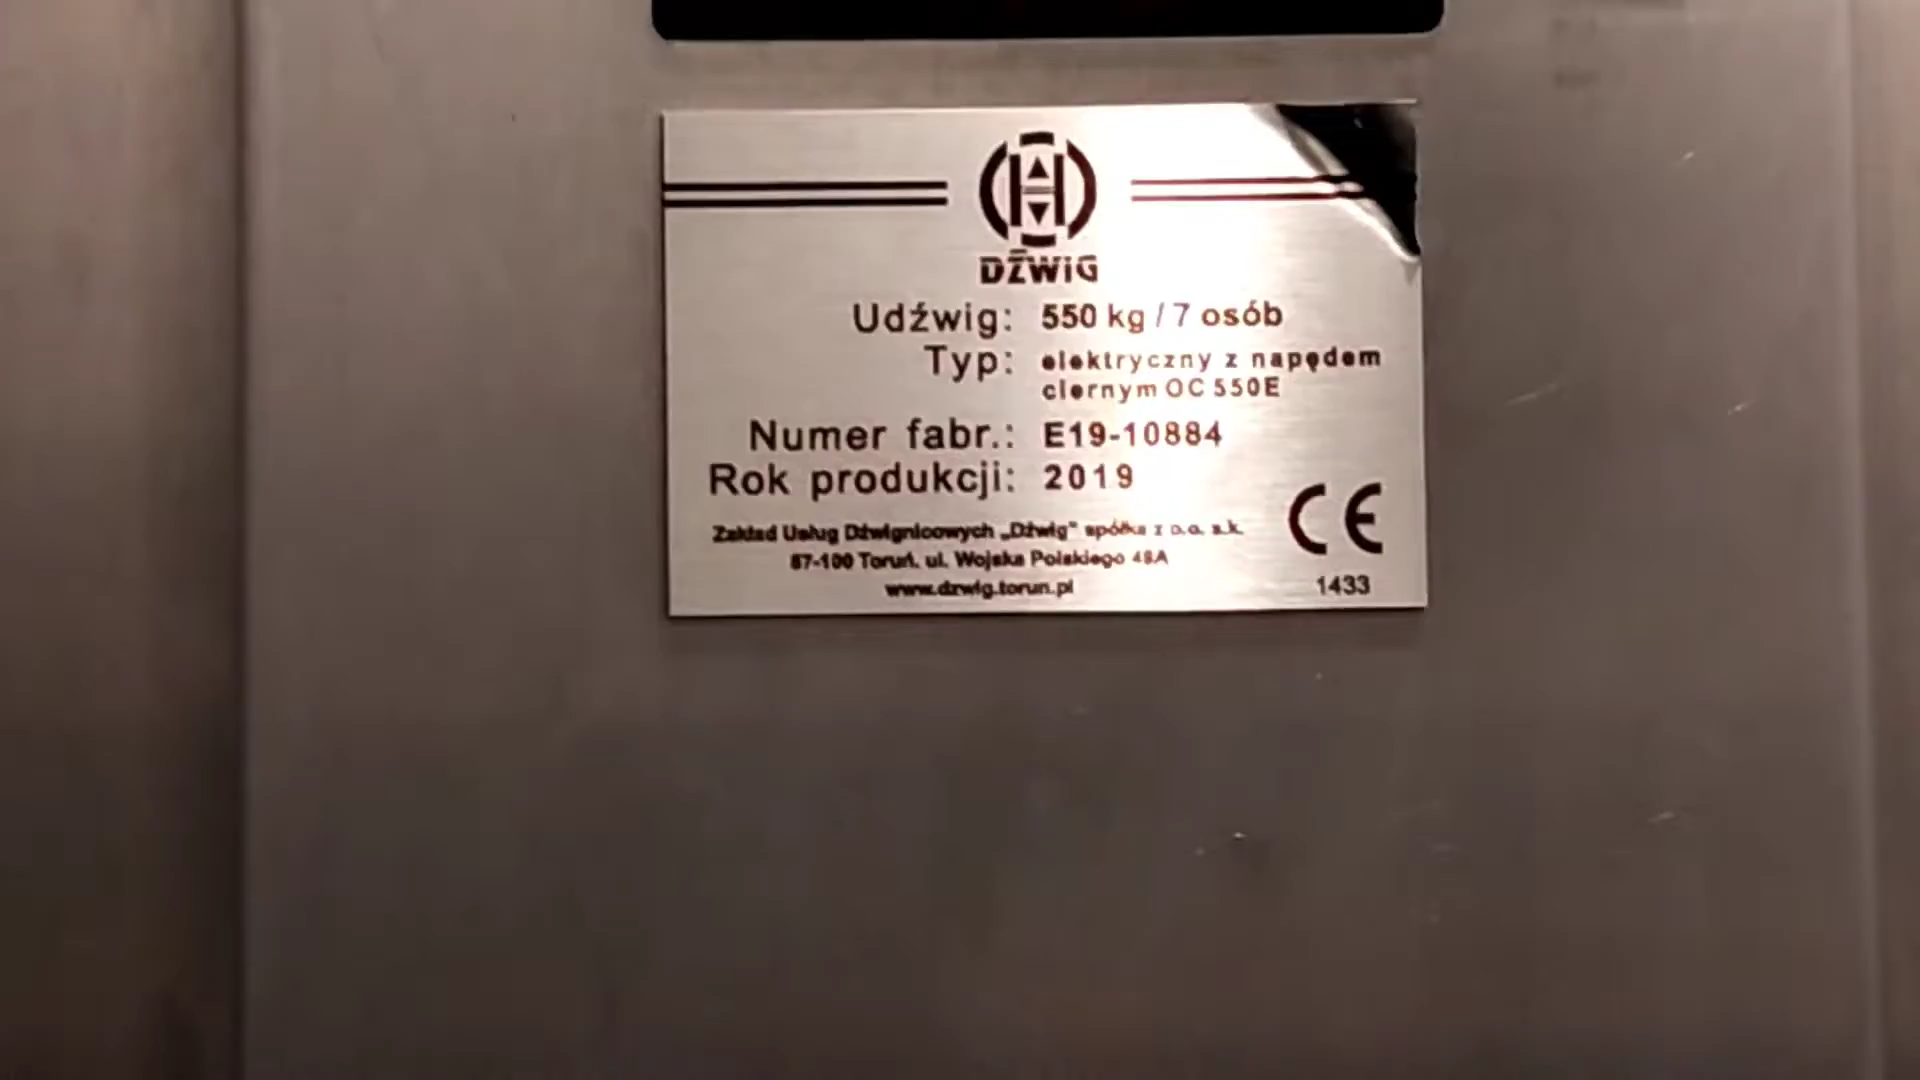 DŹWIG
Udźwig: 550 kg / 7 osób
Typ: elektryczny z napędem
ciernym OC 550E
Numer fabr.: E19-10884
Rok produkcji: 2019
Zakład Usług Dźwignicowych „Dźwig" spółka z o.o. s.k.
87-100 Toruń, ul. Wojska Polskiego 48A
www.dzwig.torun.pl
CE
1433